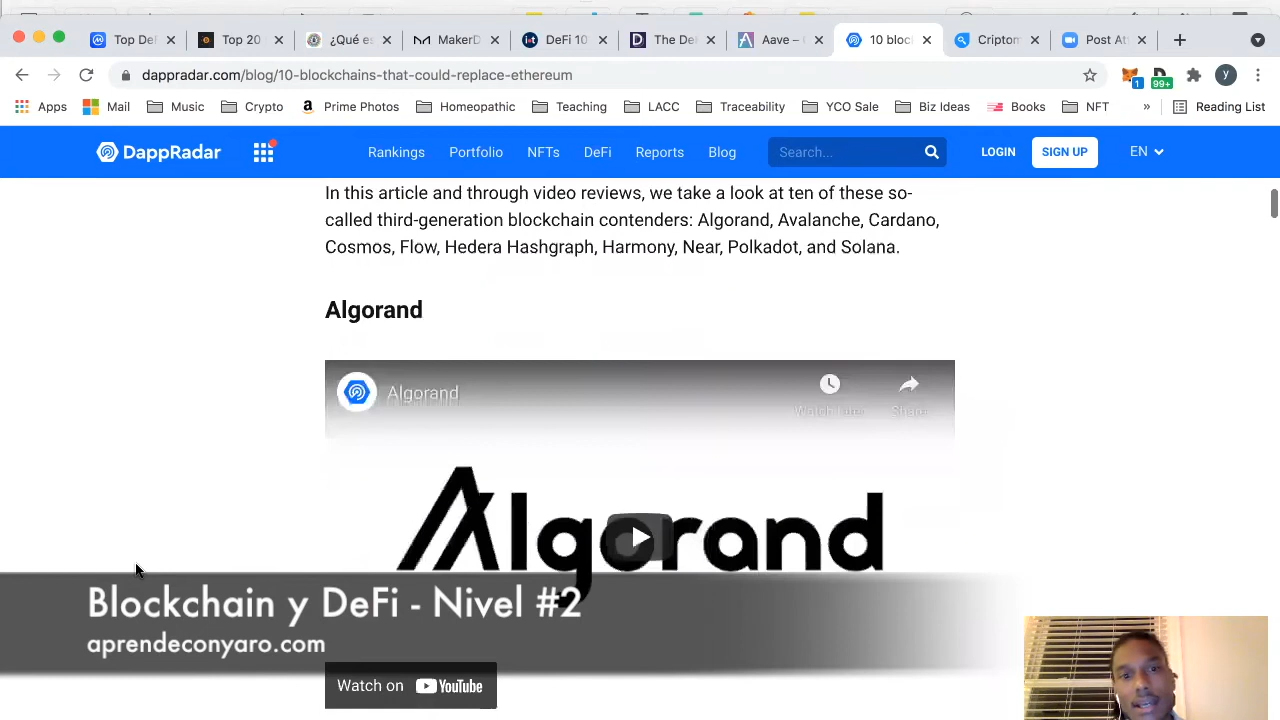 Top De
Top 20
¿Qué es
MakerD
DeFi 10
The De
Aave –
10 bloc
Criptom
Post At
dappradar.com/blog/10-blockchains-that-could-replace-ethereum
1
99+
y
Apps
Mail
Music
Crypto
Prime Photos
Homeopathic
Teaching
LACC
Traceability
YCO Sale
Biz Ideas
Books
NFT
»
Reading List
DappRadar
Rankings
Portfolio
NFTs
DeFi
Reports
Blog
Search...
LOGIN
SIGN UP
EN
In this article and through video reviews, we take a look at ten of these so-
called third-generation blockchain contenders: Algorand, Avalanche, Cardano,
Cosmos, Flow, Hedera Hashgraph, Harmony, Near, Polkadot, and Solana.
Algorand
Algorand
Watch later
Share
Algorand
Blockchain y DeFi - Nivel #2
aprendeconyaro.com
Watch on YouTube